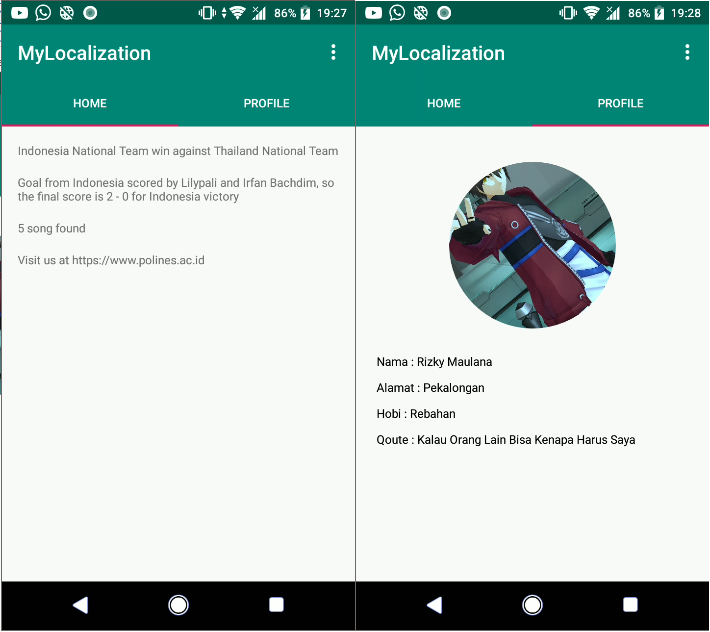 86% 19:27
MyLocalization
HOME PROFILE
Indonesia National Team win against Thailand National Team
Goal from Indonesia scored by Lilypali and Irfan Bachdim, so
the final score is 2 - 0 for Indonesia victory
5 song found
Visit us at https://www.polines.ac.id
86% 19:28
MyLocalization
HOME PROFILE
Nama : Rizky Maulana
Alamat : Pekalongan
Hobi : Rebahan
Qoute : Kalau Orang Lain Bisa Kenapa Harus Saya